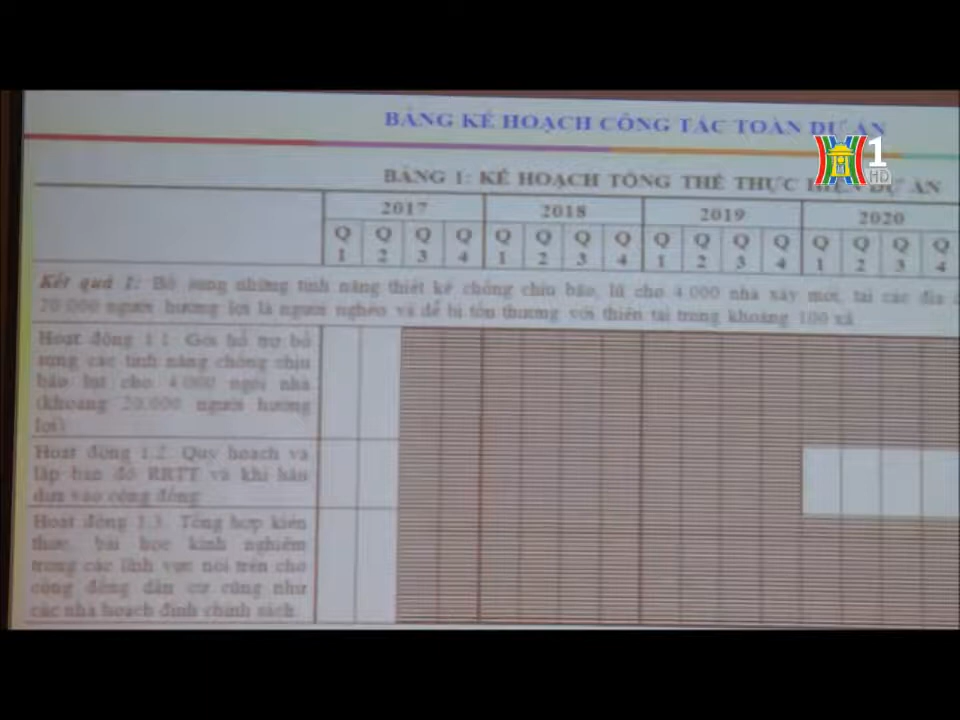 BẢNG KẾ HOẠCH CÔNG TÁC TOÀN DỰ ÁN
1
HD
BẢNG 1: KẾ HOẠCH TỔNG THỂ THỰC HIỆN DỰ ÁN
2017 2018 2019 2020
Q Q Q Q Q Q Q Q Q Q Q Q Q Q Q Q
1 2 3 4 1 2 3 4 1 2 3 4 1 2 3 4
Kết quả 1: Bổ sung những tính năng thiết kế chống chịu bão, lũ cho 4.000 nhà xây mới, tại các địa
20.000 người hưởng lợi là người nghèo và dễ bị tổn thương với thiên tai trong khoảng 100 xã
Hoạt động 1.1. Gói hỗ trợ bổ
sung các tính năng chống chịu
bão lụt cho 4.000 ngôi nhà
(khoảng 20.000 người hưởng
lợi)
Hoạt động 1.2. Quy hoạch và
lập bản đồ RRTT và khí hậu
dựa vào cộng đồng
Hoạt động 1.3. Tổng hợp kiến
thức, bài học kinh nghiệm
trong các lĩnh vực nói trên cho
cộng đồng dân cư cũng như
các nhà hoạch định chính sách.